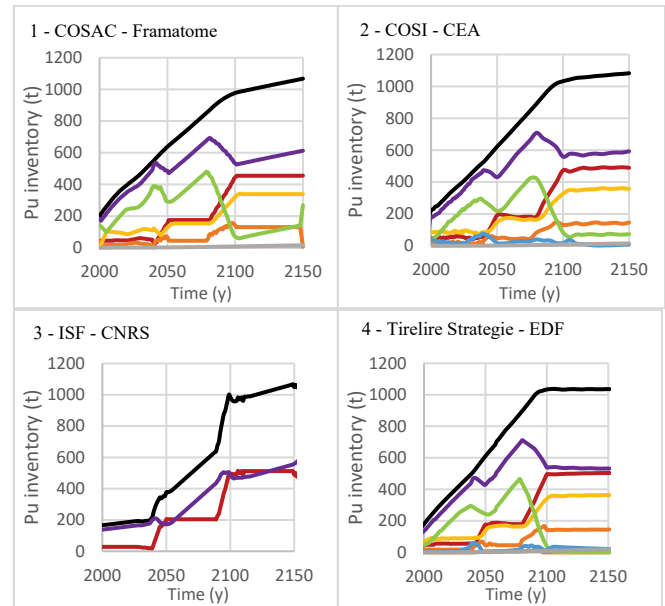 1 - COSAC - Framatome
Pu inventory (t)
1200
1000
800
600
400
200
0
2000 2050 2100 2150
Time (y)
2 - COSI - CEA
Pu inventory (t)
1200
1000
800
600
400
200
0
2000 2050 2100 2150
Time (y)
3 - ISF - CNRS
Pu inventory (t)
1200
1000
800
600
400
200
0
2000 2050 2100 2150
Time (y)
4 - Tirelire Strategie - EDF
Pu inventory (t)
1200
1000
800
600
400
200
0
2000 2050 2100 2150
Time (y)